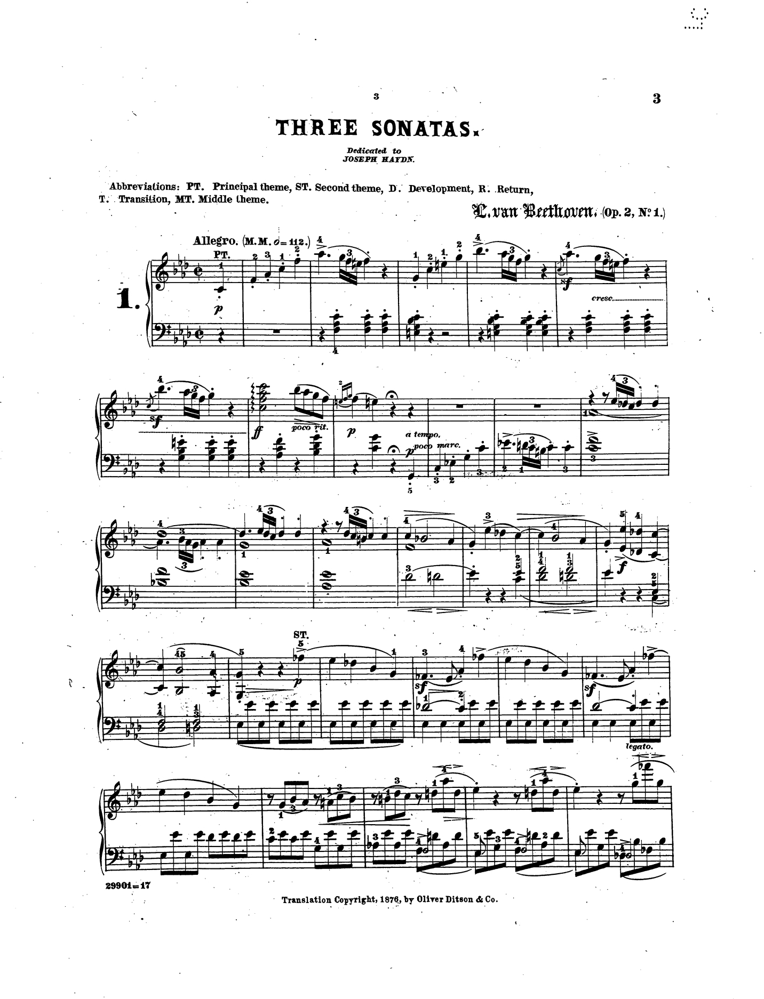 3
3
THREE SONATAS.
Dedicated to
JOSEPH HAYDN.
Abbreviations: PT. Principal theme, ST. Second theme, D. Development, R. Return,
T. Transition, MT. Middle theme.
L. van Beethoven. (Op. 2, No. 1.)
Allegro. (M.M. = 112.)
PT.
1.
p
sf
cresc.
sf
ff
poco rit.
p
a tempo.
p poco marc.
f
ST.
p
sf
sf
legato.
29901=17
Translation Copyright, 1876, by Oliver Ditson & Co.